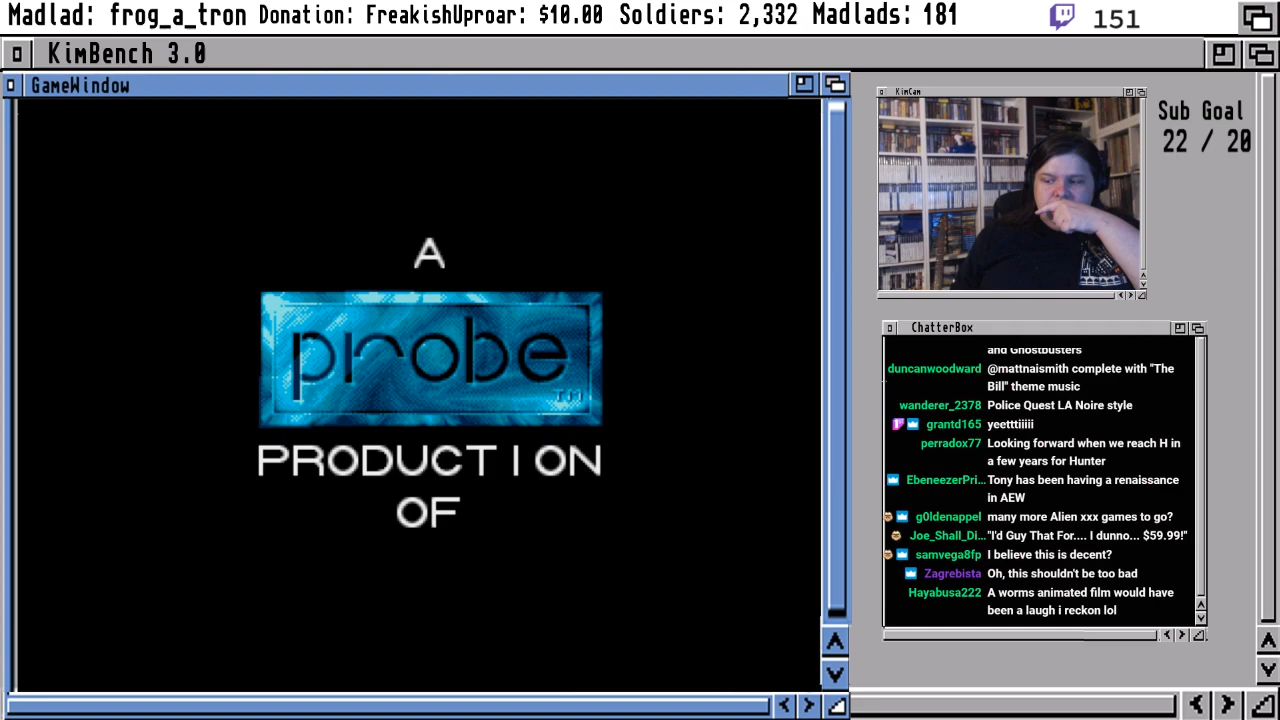 Madlad: frog_a_tron Donation: FreakishUproar: $10.00 Soldiers: 2,332 Madlads: 181
151
KimBench 3.0
GameWindow
A
probe
TM
PRODUCTION
OF
KimCam
Sub Goal
22 / 20
ChatterBox
and Ghostbusters
duncanwoodward @mattnaismith complete with "The
Bill" theme music
wanderer_2378 Police Quest LA Noire style
grantd165 yeetttiiiii
perradox77 Looking forward when we reach H in
a few years for Hunter
EbeneezerPri... Tony has been having a renaissance
in AEW
g0ldenappel many more Alien xxx games to go?
Joe_Shall_Di... "I'd Guy That For.... I dunno... $59.99!"
samvega8fp I believe this is decent?
Zagrebista Oh, this shouldn't be too bad
Hayabusa222 A worms animated film would have
been a laugh i reckon lol